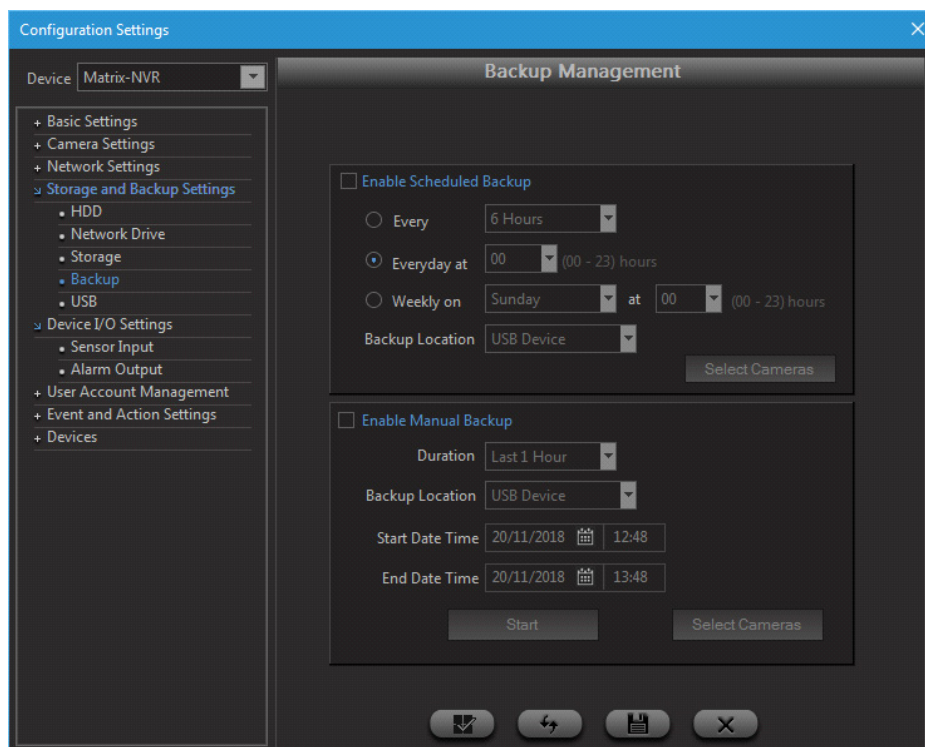 Configuration Settings
Device Matrix-NVR
Backup Management
+ Basic Settings
+ Camera Settings
+ Network Settings
Storage and Backup Settings
• HDD
• Network Drive
• Storage
• Backup
• USB
Device I/O Settings
• Sensor Input
• Alarm Output
+ User Account Management
+ Event and Action Settings
+ Devices
Enable Scheduled Backup
Every 6 Hours
Everyday at 00 (00 - 23) hours
Weekly on Sunday at 00 (00 - 23) hours
Backup Location USB Device
Select Cameras
Enable Manual Backup
Duration Last 1 Hour
Backup Location USB Device
Start Date Time 20/11/2018 12:48
End Date Time 20/11/2018 13:48
Start Select Cameras